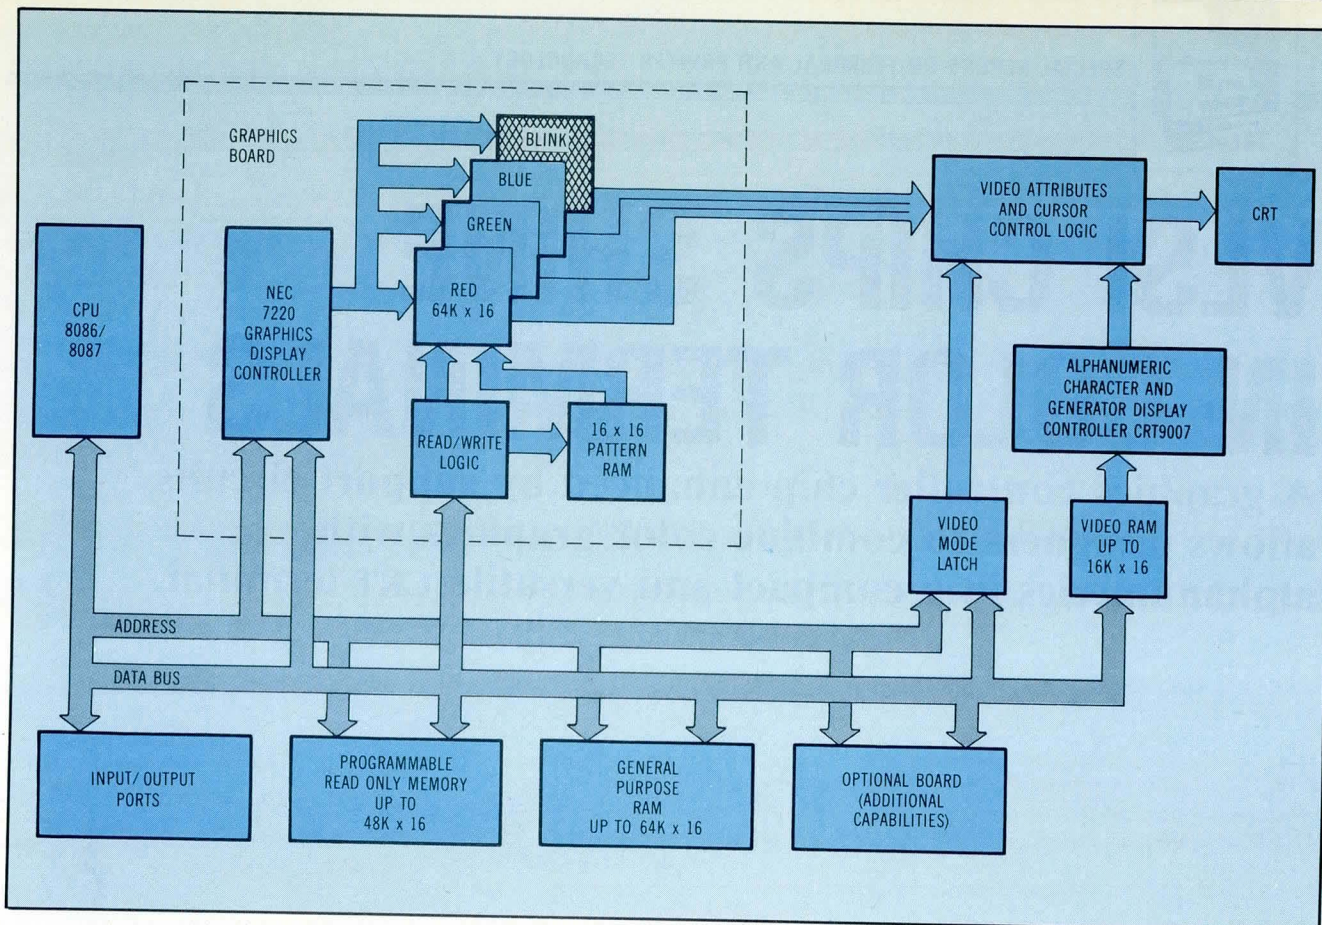 GRAPHICS
BOARD
BLINK
BLUE
GREEN
RED
64K x 16
VIDEO ATTRIBUTES
AND CURSOR
CONTROL LOGIC
CRT
CPU
8086/
8087
NEC
7220
GRAPHICS
DISPLAY
CONTROLLER
READ/WRITE
LOGIC
16 x 16
PATTERN
RAM
ALPHANUMERIC
CHARACTER AND
GENERATOR DISPLAY
CONTROLLER CRT9007
VIDEO
MODE
LATCH
VIDEO RAM
UP TO
16K x 16
ADDRESS
DATA BUS
INPUT/OUTPUT
PORTS
PROGRAMMABLE
READ ONLY MEMORY
UP TO
48K x 16
GENERAL
PURPOSE
RAM
UP TO 64K x 16
OPTIONAL BOARD
(ADDITIONAL
CAPABILITIES)